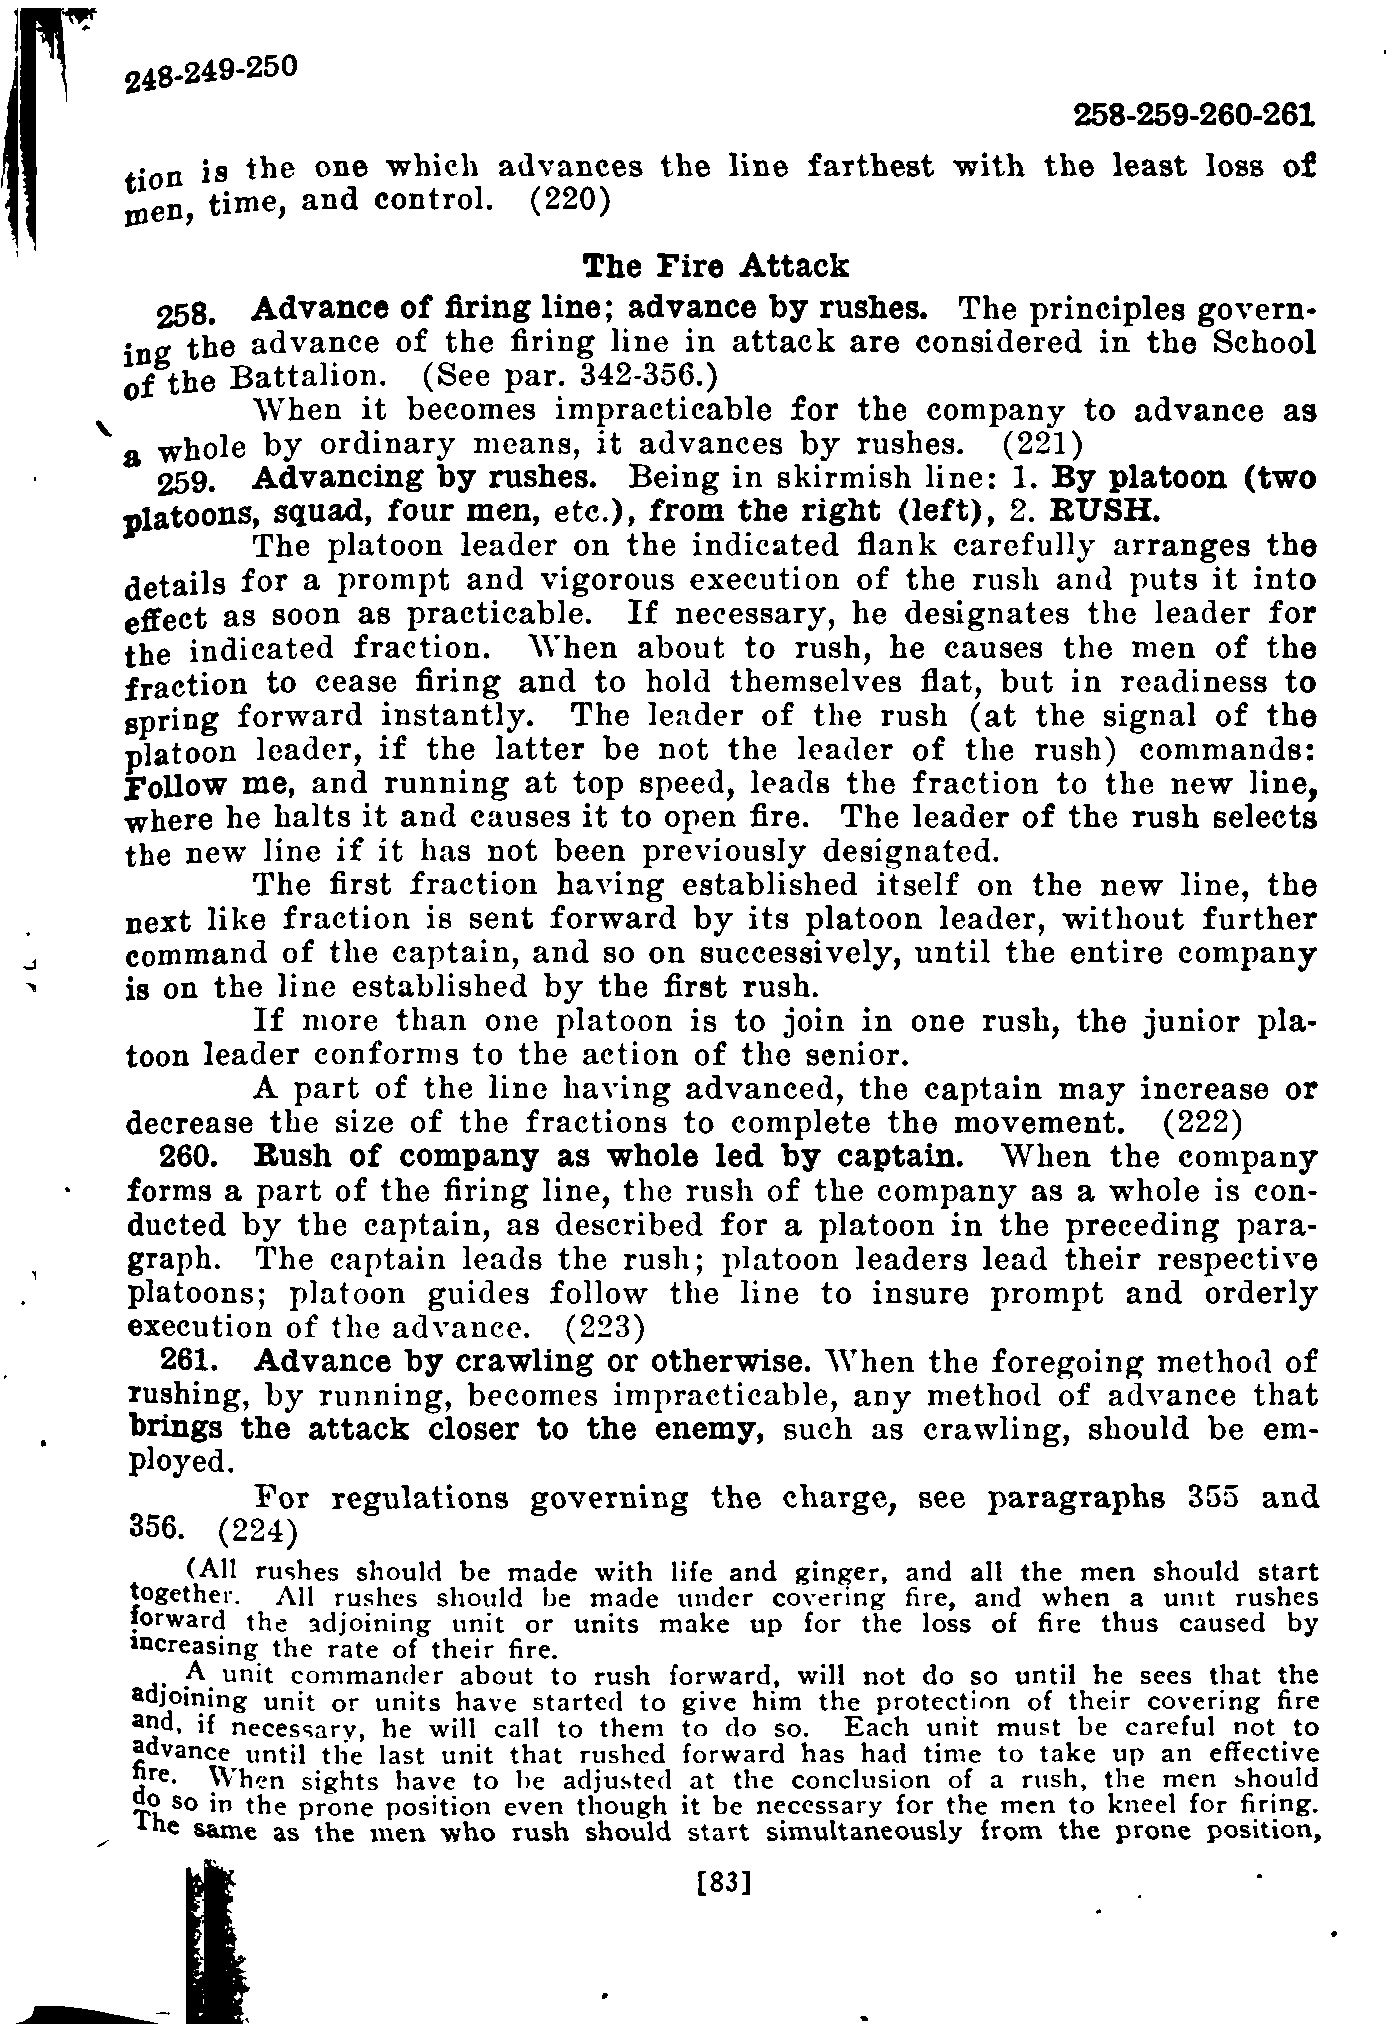 248-249-250
258-259-260-261
tion is the one which advances the line farthest with the least loss of
men, time, and control. (220)
The Fire Attack
258. Advance of firing line; advance by rushes. The principles govern-
ing the advance of the firing line in attack are considered in the School
of the Battalion. (See par. 342-356.)
When it becomes impracticable for the company to advance as
a whole by ordinary means, it advances by rushes. (221)
259. Advancing by rushes. Being in skirmish line: 1. By platoon (two
platoons, squad, four men, etc.), from the right (left), 2. RUSH.
The platoon leader on the indicated flank carefully arranges the
details for a prompt and vigorous execution of the rush and puts it into
effect as soon as practicable. If necessary, he designates the leader for
the indicated fraction. When about to rush, he causes the men of the
fraction to cease firing and to hold themselves flat, but in readiness to
spring forward instantly. The leader of the rush (at the signal of the
platoon leader, if the latter be not the leader of the rush) commands:
Follow me, and running at top speed, leads the fraction to the new line,
where he halts it and causes it to open fire. The leader of the rush selects
the new line if it has not been previously designated.
The first fraction having established itself on the new line, the
next like fraction is sent forward by its platoon leader, without further
command of the captain, and so on successively, until the entire company
is on the line established by the first rush.
If more than one platoon is to join in one rush, the junior pla-
toon leader conforms to the action of the senior.
A part of the line having advanced, the captain may increase or
decrease the size of the fractions to complete the movement. (222)
260. Rush of company as whole led by captain. When the company
forms a part of the firing line, the rush of the company as a whole is con-
ducted by the captain, as described for a platoon in the preceding para-
graph. The captain leads the rush; platoon leaders lead their respective
platoons; platoon guides follow the line to insure prompt and orderly
execution of the advance. (223)
261. Advance by crawling or otherwise. When the foregoing method of
rushing, by running, becomes impracticable, any method of advance that
brings the attack closer to the enemy, such as crawling, should be em-
ployed.
For regulations governing the charge, see paragraphs 355 and
356. (224)
(All rushes should be made with life and ginger, and all the men should start
together. All rushes should be made under covering fire, and when a unit rushes
forward the adjoining unit or units make up for the loss of fire thus caused by
increasing the rate of their fire.
A unit commander about to rush forward, will not do so until he sees that the
adjoining unit or units have started to give him the protection of their covering fire
and, if necessary, he will call to them to do so. Each unit must be careful not to
advance until the last unit that rushed forward has had time to take up an effective
fire. When sights have to be adjusted at the conclusion of a rush, the men should
do so in the prone position even though it be necessary for the men to kneel for firing.
The same as the men who rush should start simultaneously from the prone position,
[83]